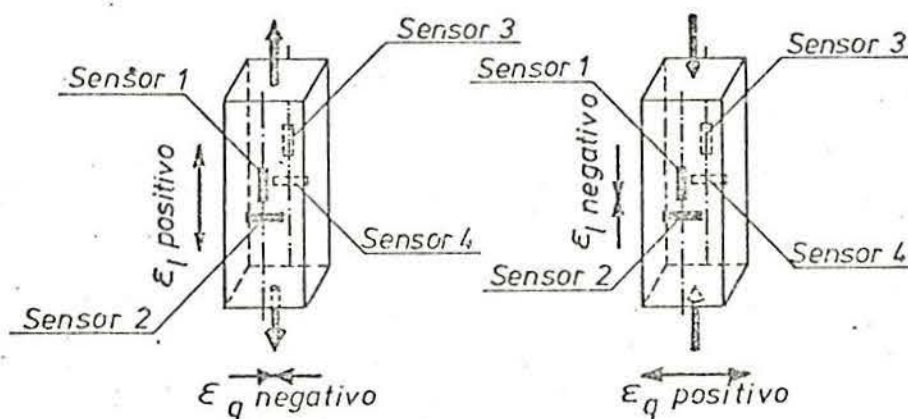 Sensor 3
Sensor 1
ε_l positivo
Sensor 4
Sensor 2
ε_q negativo
Sensor 3
Sensor 1
ε_l negativo
Sensor 4
Sensor 2
ε_q positivo